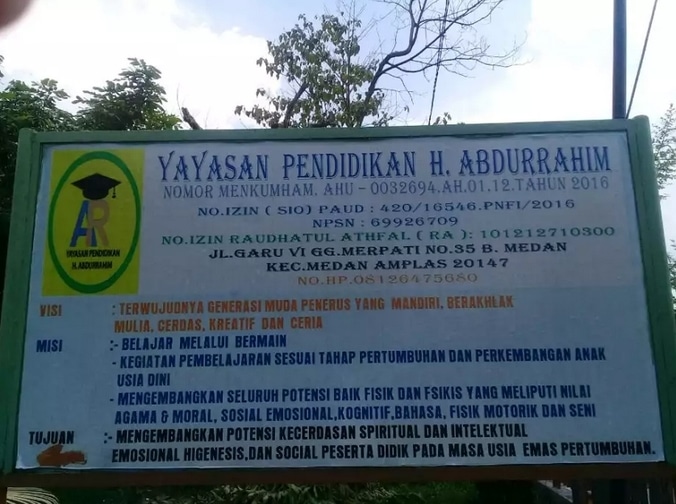 YAYASAN PENDIDIKAN H. ABDURRAHIM
NOMOR MENKUMHAM. AHU - 0032694.AH.01.12.TAHUN 2016
NO.IZIN ( SIO) PAUD : 420/16546.PNFI/2016
NPSN : 69926709
NO.IZIN RAUDHATUL ATHFAL ( RA ): 101212710300
JL.GARU VI GG.MERPATI NO.35 B. MEDAN
KEC.MEDAN AMPLAS 20147
NO.HP.08126475680
AR
YAYASAN PENDIDIKAN
H. ABDURRAHIM
VISI : TERWUJUDNYA GENERASI MUDA PENERUS YANG MANDIRI, BERAKHLAK
MULIA, CERDAS, KREATIF DAN CERIA
MISI :- BELAJAR MELALUI BERMAIN
- KEGIATAN PEMBELAJARAN SESUAI TAHAP PERTUMBUHAN DAN PERKEMBANGAN ANAK
USIA DINI
- MENGEMBANGKAN SELURUH POTENSI BAIK FISIK DAN FSIKIS YANG MELIPUTI NILAI
AGAMA & MORAL, SOSIAL EMOSIONAL,KOGNITIF,BAHASA, FISIK MOTORIK DAN SENI
TUJUAN :- MENGEMBANGKAN POTENSI KECERDASAN SPIRITUAL DAN INTELEKTUAL
EMOSIONAL HIGENESIS,DAN SOCIAL PESERTA DIDIK PADA MASA USIA EMAS PERTUMBUHAN.